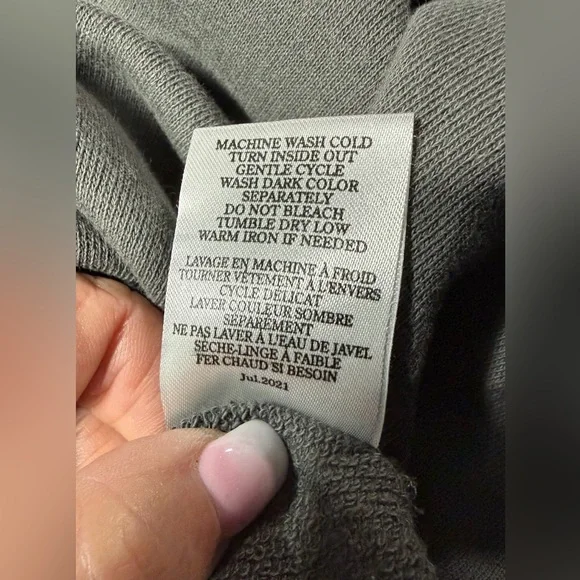 MACHINE WASH COLD
TURN INSIDE OUT
GENTLE CYCLE
WASH DARK COLOR
SEPARATELY
DO NOT BLEACH
TUMBLE DRY LOW
WARM IRON IF NEEDED
LAVAGE EN MACHINE À FROID
TOURNER VÊTEMENT À L'ENVERS
CYCLE DÉLICAT
LAVER COULEUR SOMBRE
SÉPAREMENT
NE PAS LAVER À L'EAU DE JAVEL
SÈCHE-LINGE À FAIBLE
FER CHAUD SI BESOIN
Jul.2021